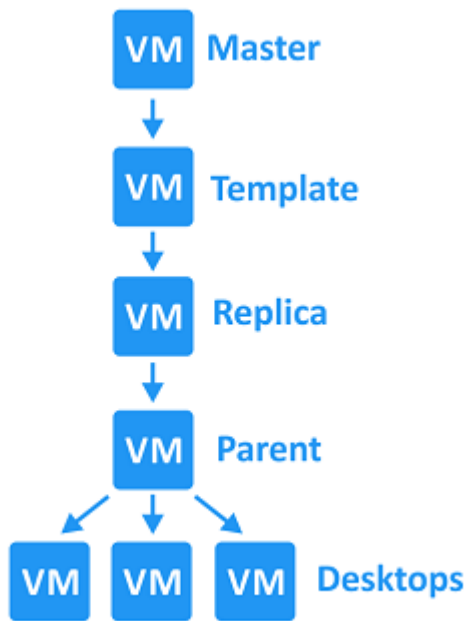 VM Master
VM Template
VM Replica
VM Parent
VM VM VM Desktops